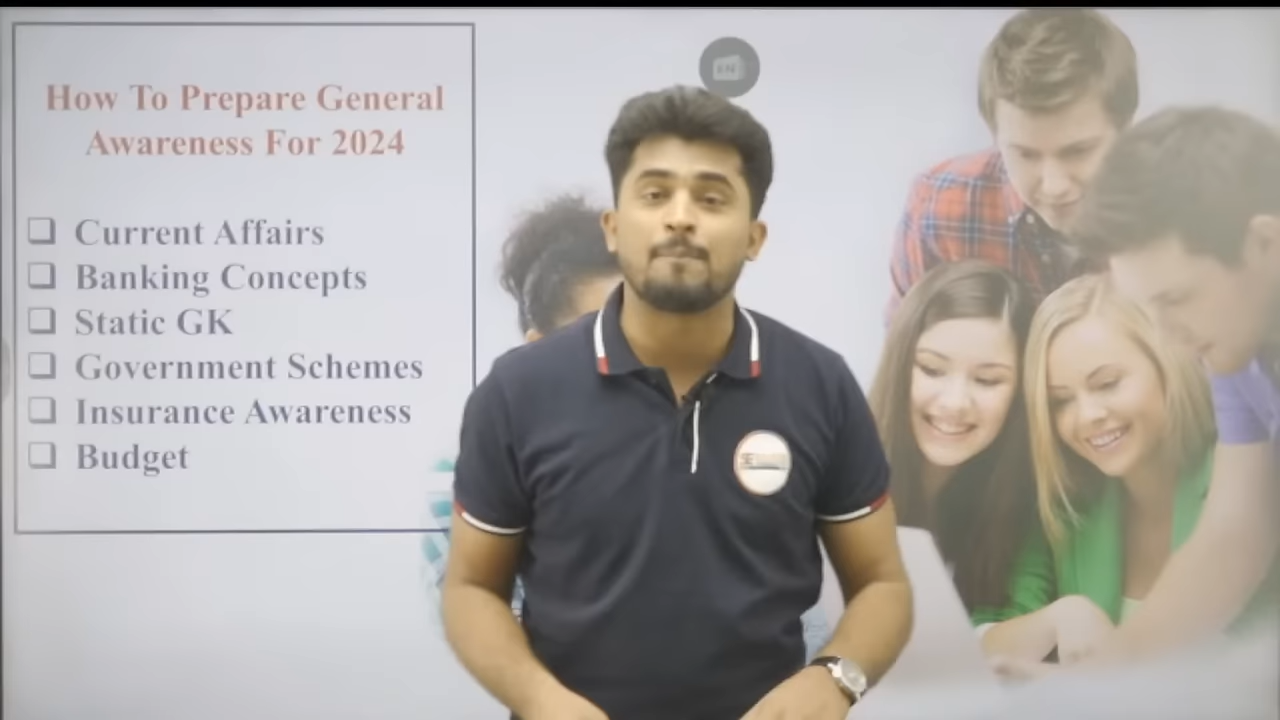 How To Prepare General
Awareness For 2024
Current Affairs
Banking Concepts
Static GK
Government Schemes
Insurance Awareness
Budget